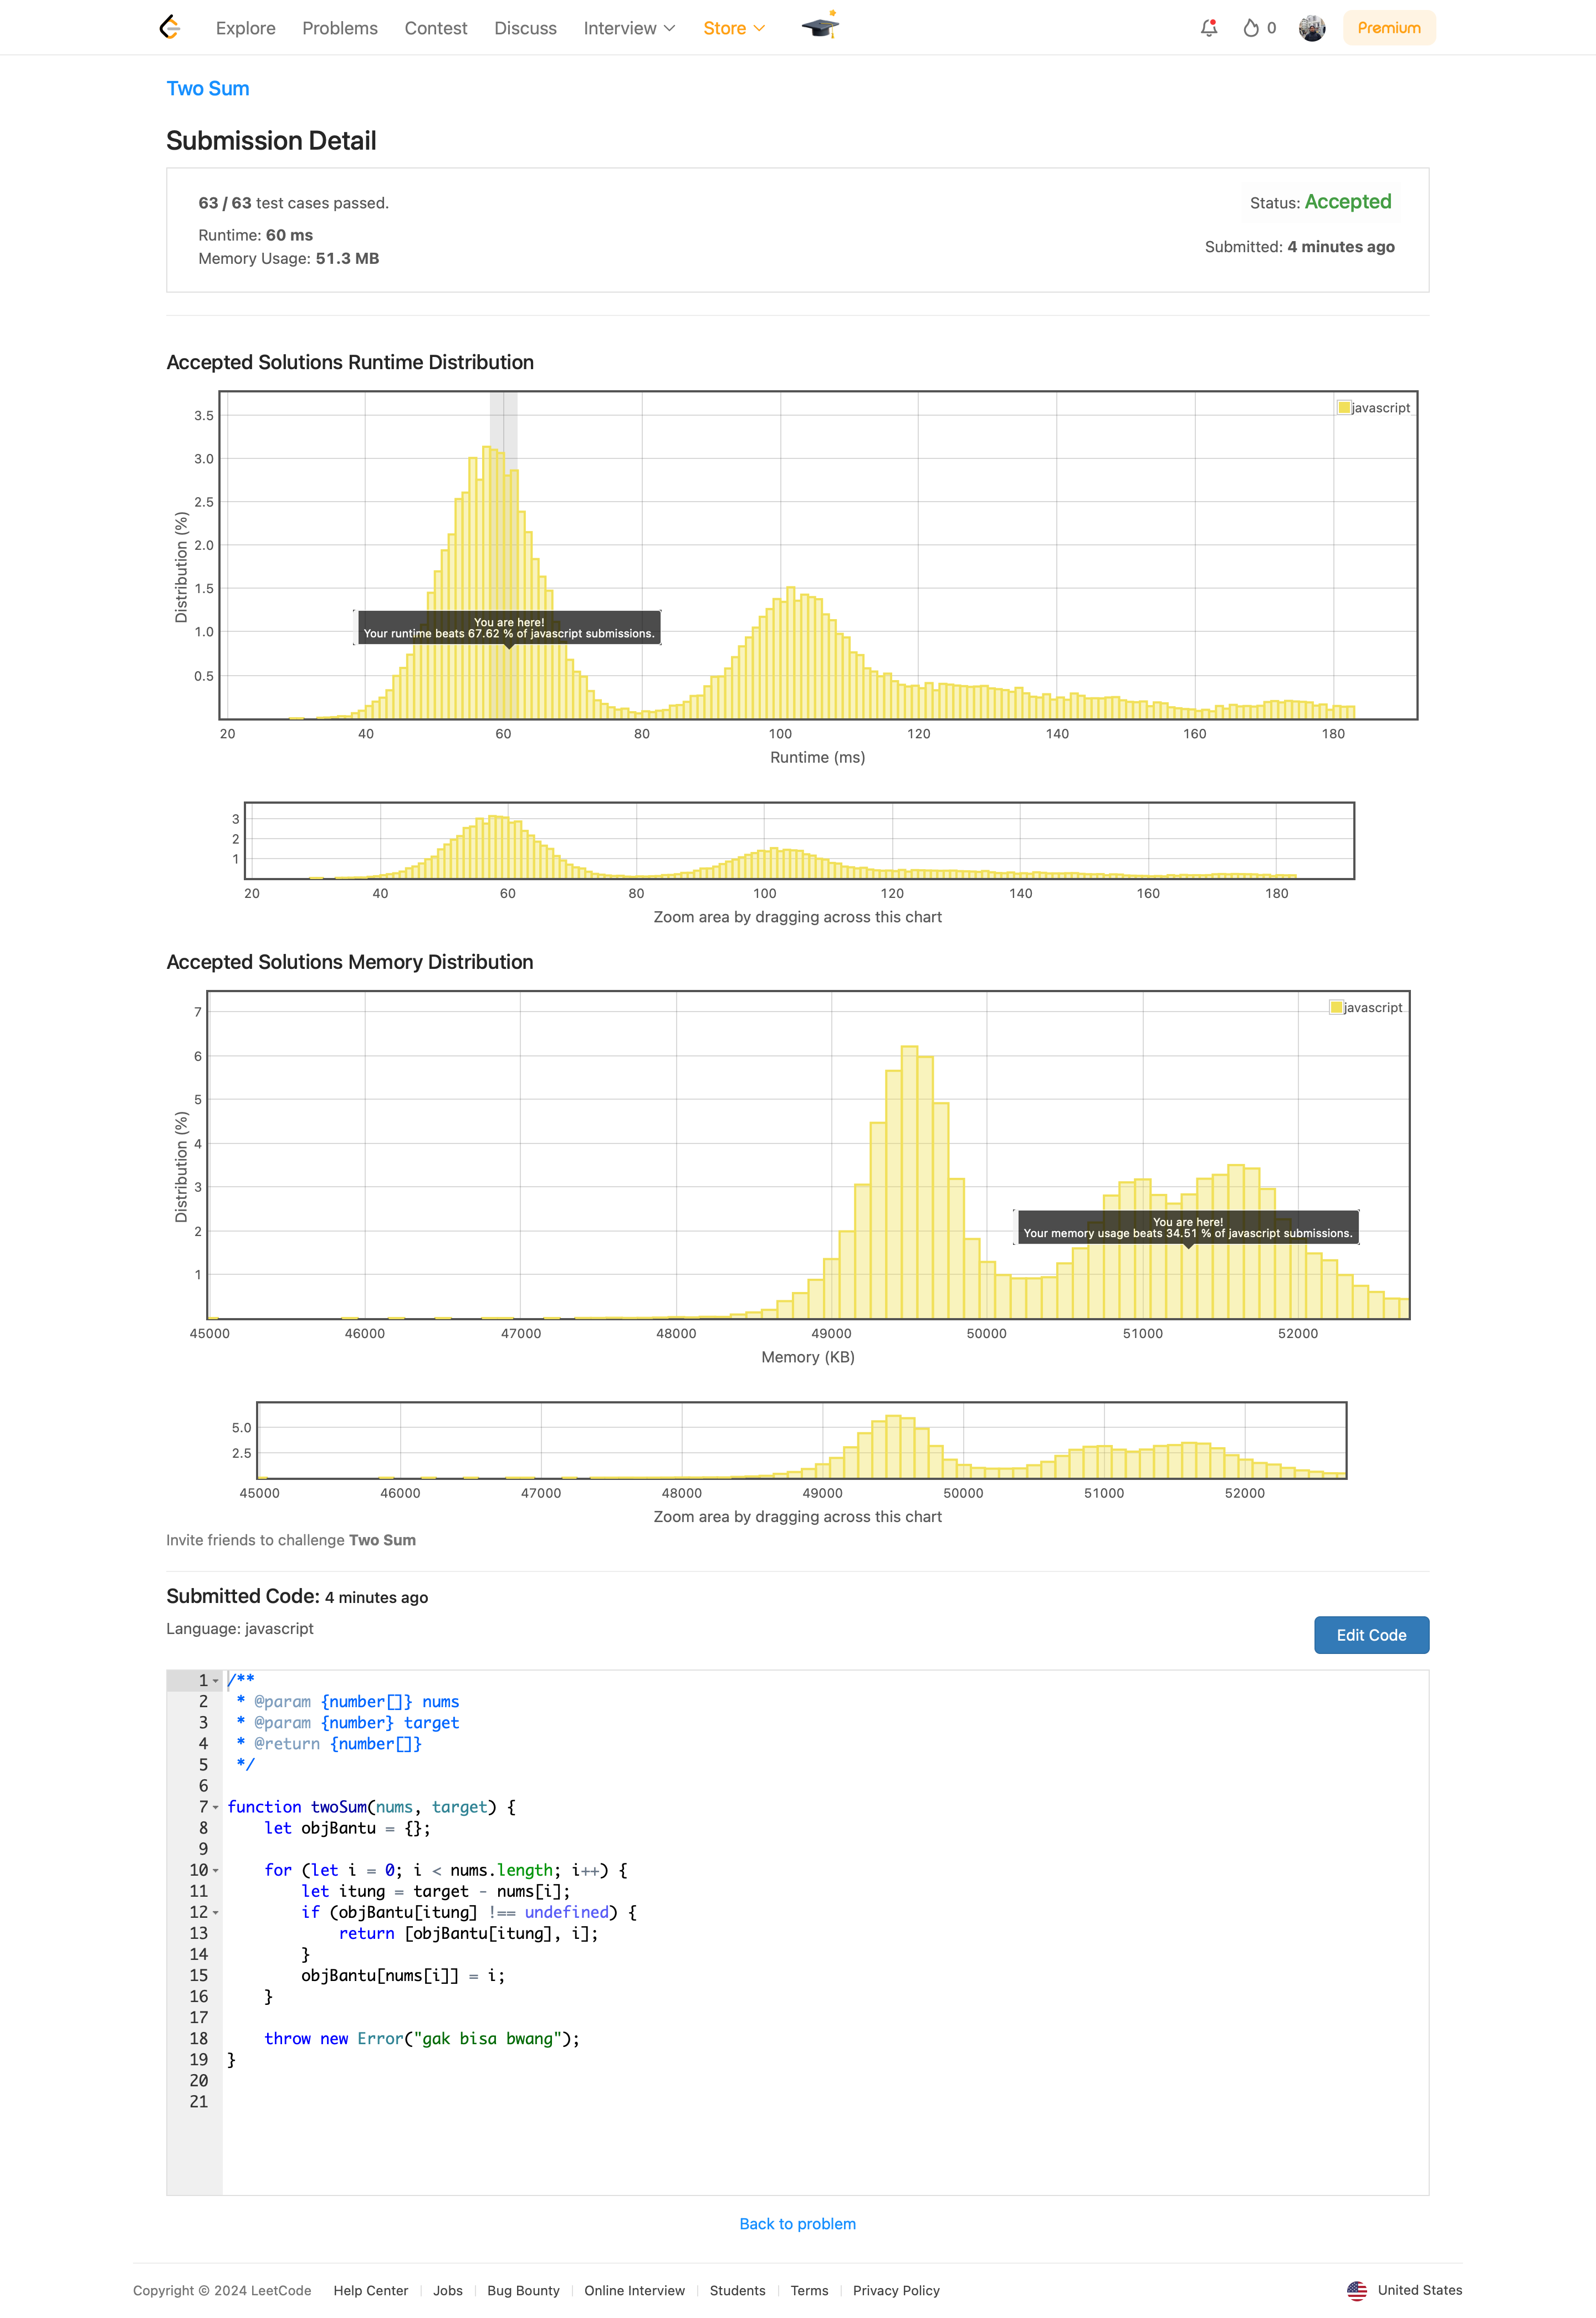 Explore Problems Contest Discuss Interview Store 0 Premium
Two Sum
Submission Detail
63 / 63 test cases passed.
Status: Accepted
Runtime: 60 ms
Submitted: 4 minutes ago
Memory Usage: 51.3 MB
Accepted Solutions Runtime Distribution
javascript
3.5
3.0
2.5
2.0
1.5
1.0
0.5
Distribution (%)
You are here!
Your runtime beats 67.62 % of javascript submissions.
20 40 60 80 100 120 140 160 180
Runtime (ms)
3
2
1
20 40 60 80 100 120 140 160 180
Zoom area by dragging across this chart
Accepted Solutions Memory Distribution
javascript
7
6
5
4
3
2
1
Distribution (%)
You are here!
Your memory usage beats 34.51 % of javascript submissions.
45000 46000 47000 48000 49000 50000 51000 52000
Memory (KB)
5.0
2.5
45000 46000 47000 48000 49000 50000 51000 52000
Zoom area by dragging across this chart
Invite friends to challenge Two Sum
Submitted Code: 4 minutes ago
Language: javascript
Edit Code
1 /**
2  * @param {number[]} nums
3  * @param {number} target
4  * @return {number[]}
5  */
6
7 function twoSum(nums, target) {
8     let objBantu = {};
9
10     for (let i = 0; i < nums.length; i++) {
11         let itung = target - nums[i];
12         if (objBantu[itung] !== undefined) {
13             return [objBantu[itung], i];
14         }
15         objBantu[nums[i]] = i;
16     }
17
18     throw new Error("gak bisa bwang");
19 }
20
21
Back to problem
Copyright © 2024 LeetCode Help Center | Jobs | Bug Bounty | Online Interview | Students | Terms | Privacy Policy United States